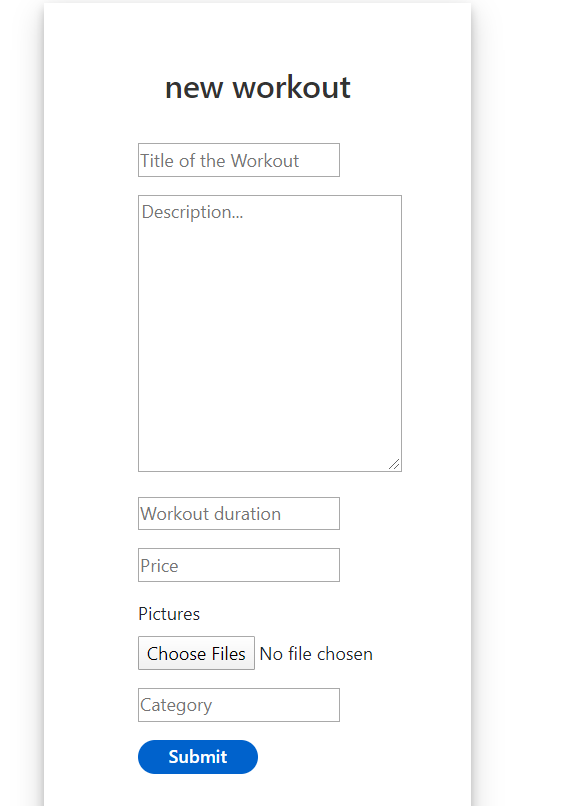 new workout
Title of the Workout
Description...
Workout duration
Price
Pictures
Choose Files No file chosen
Category
Submit